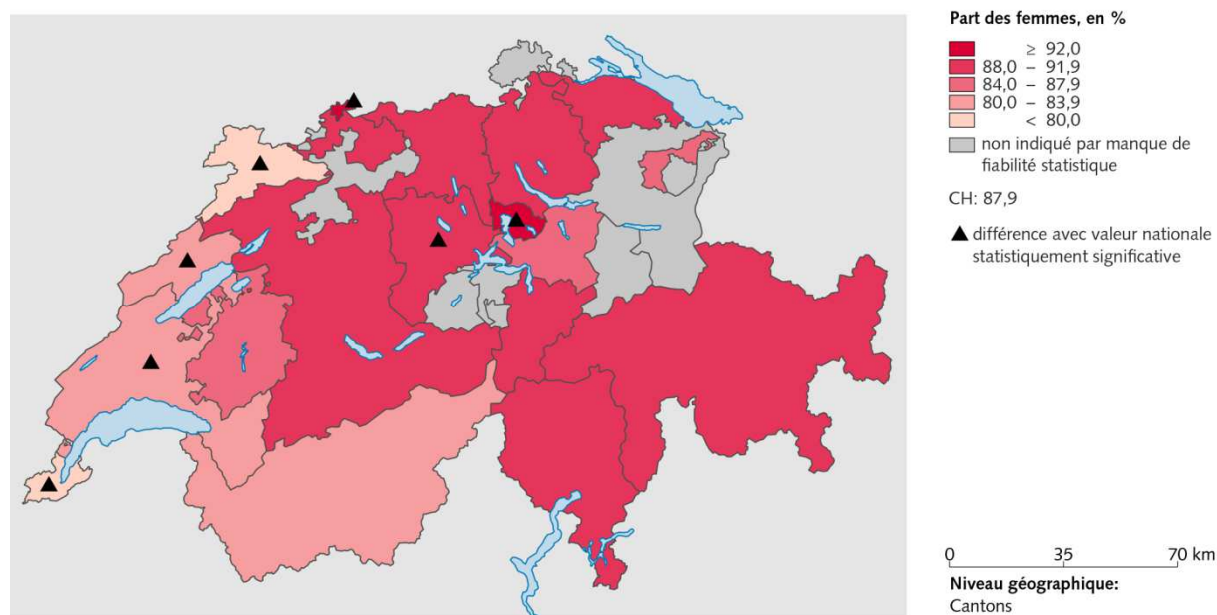 Part des femmes, en %
≥ 92,0
88,0 – 91,9
84,0 – 87,9
80,0 – 83,9
< 80,0
non indiqué par manque de
fiabilité statistique
CH: 87,9
▲ différence avec valeur nationale
statistiquement significative
0 35 70 km
Niveau géographique:
Cantons